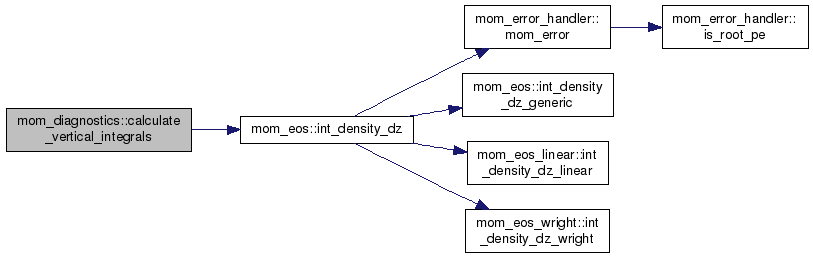 mom_diagnostics::calculate
_vertical_integrals
mom_eos::int_density_dz
mom_error_handler::
mom_error
mom_error_handler::
is_root_pe
mom_eos::int_density
_dz_generic
mom_eos_linear::int
_density_dz_linear
mom_eos_wright::int
_density_dz_wright